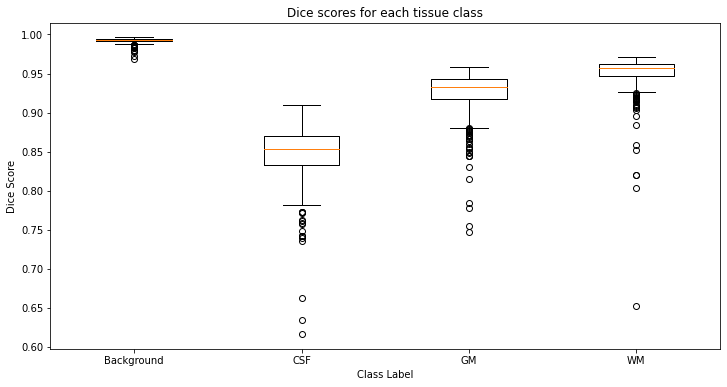 Dice scores for each tissue class
1.00
0.95
0.90
0.85
0.80
0.75
0.70
0.65
0.60
Dice Score
Background CSF GM WM
Class Label